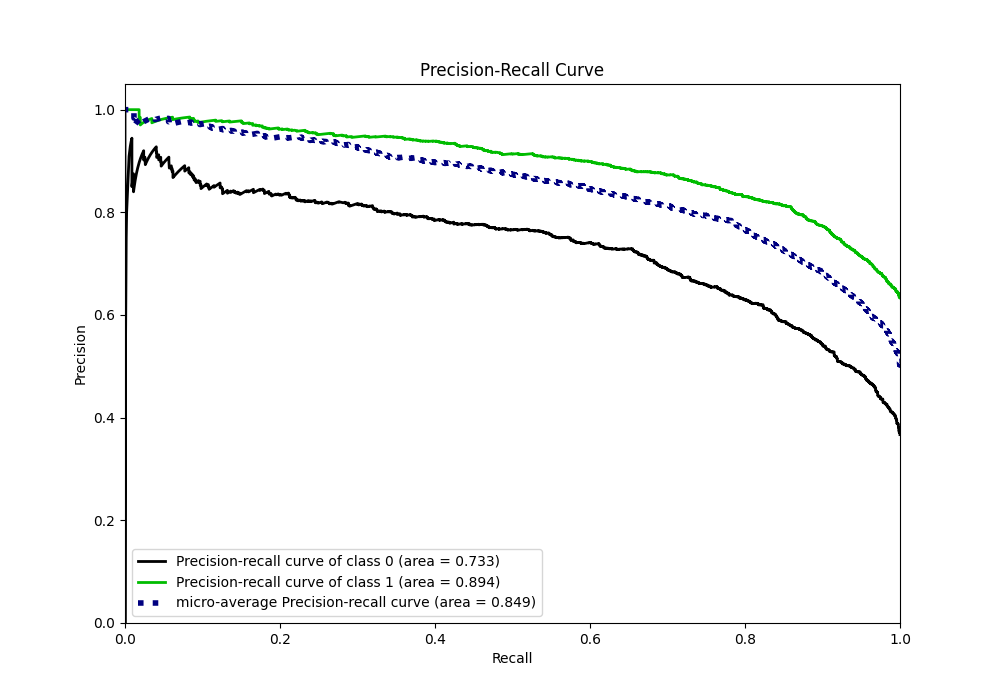 Precision-Recall Curve
1.0
0.8
0.6
0.4
0.2
0.0
Precision
Precision-recall curve of class 0 (area = 0.733)
Precision-recall curve of class 1 (area = 0.894)
micro-average Precision-recall curve (area = 0.849)
0.0 0.2 0.4 0.6 0.8 1.0
Recall